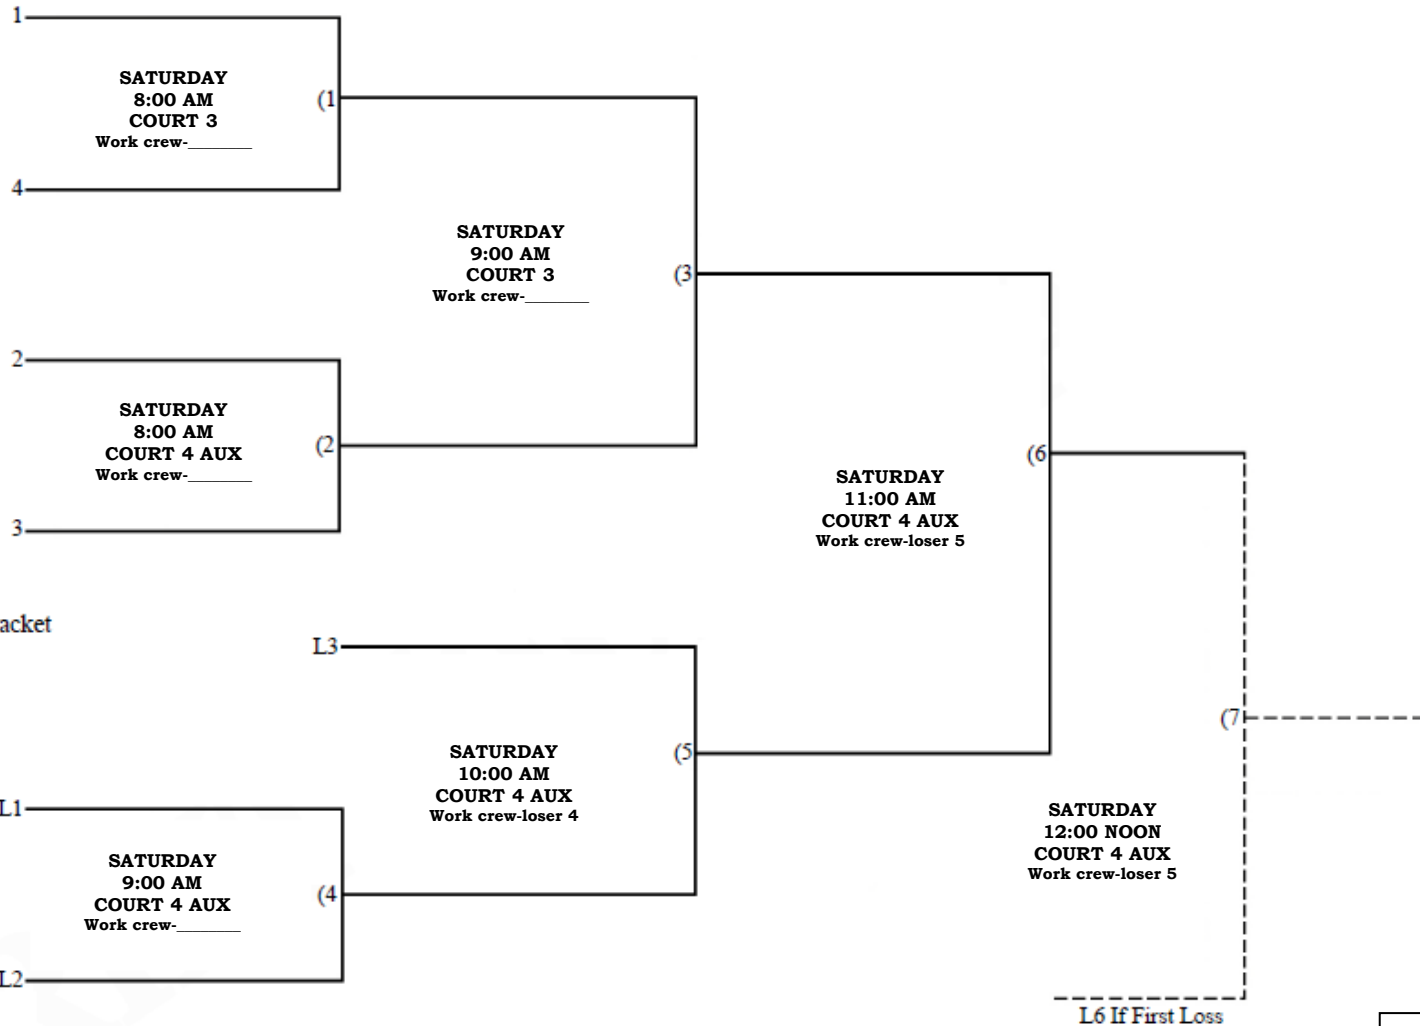 1
SATURDAY
8:00 AM
COURT 3
Work crew-_______
(1
4
SATURDAY
9:00 AM
COURT 3
Work crew-_______
(3
2
SATURDAY
8:00 AM
COURT 4 AUX
Work crew-_______
(2
3
SATURDAY
11:00 AM
COURT 4 AUX
Work crew-loser 5
(6
acket
L3
SATURDAY
10:00 AM
COURT 4 AUX
Work crew-loser 4
(5
(7
SATURDAY
12:00 NOON
COURT 4 AUX
Work crew-loser 5
L1
SATURDAY
9:00 AM
COURT 4 AUX
Work crew-_______
(4
L2
L6 If First Loss